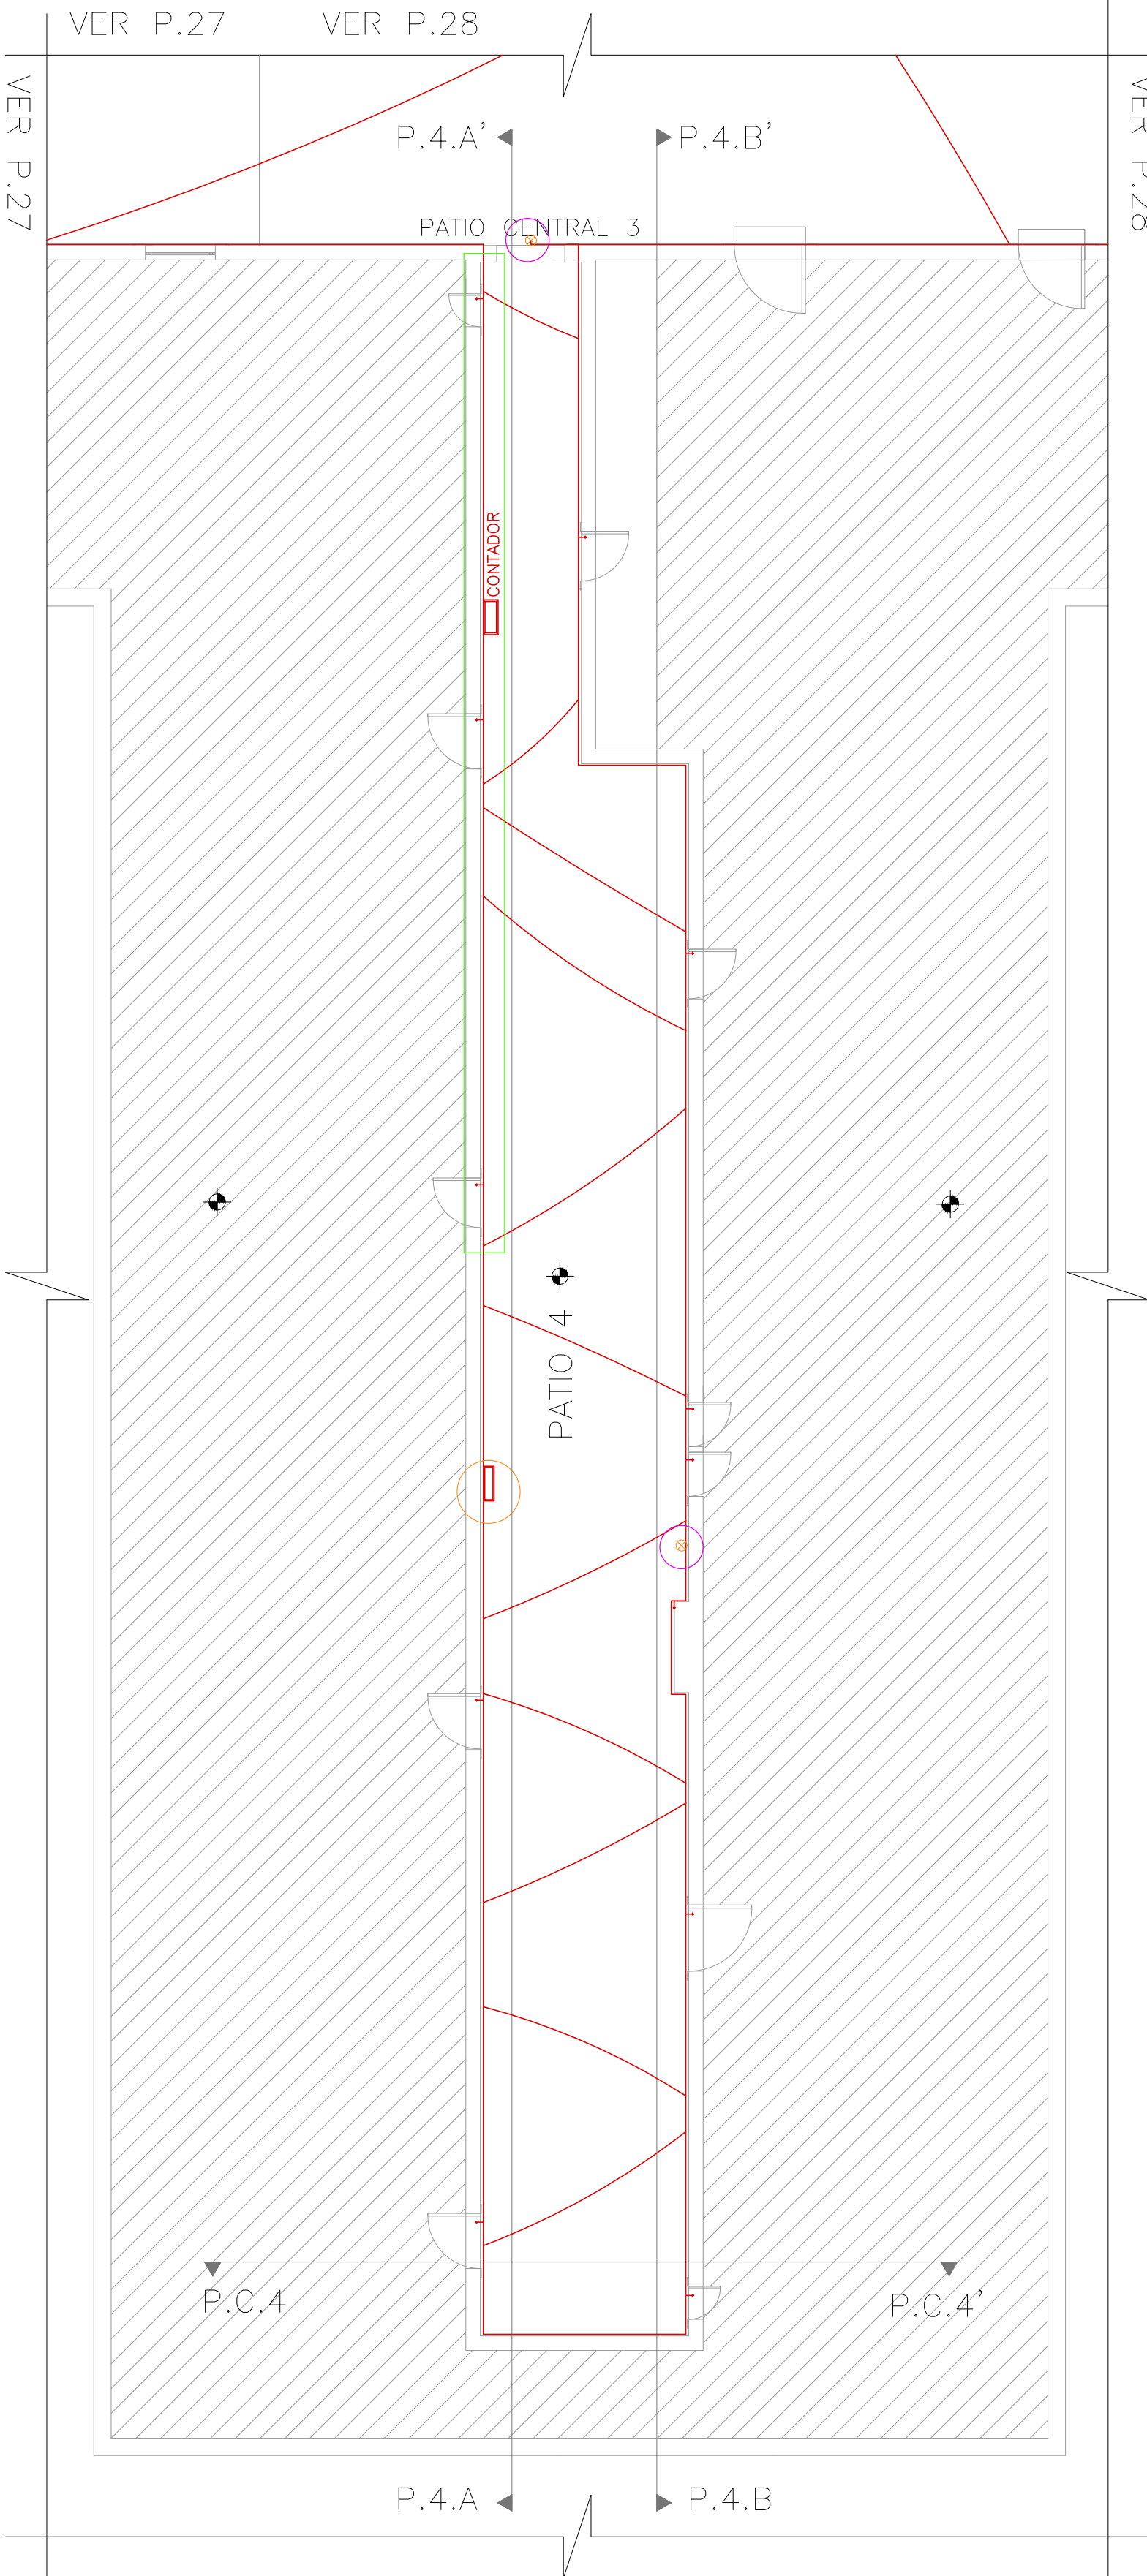 VER P.27
VER P.28
VER P.27
VER P.28
P.4.A'
P.4.B'
PATIO CENTRAL 3
CONTADOR
PATIO 4
P.C.4
P.C.4'
P.4.A
P.4.B